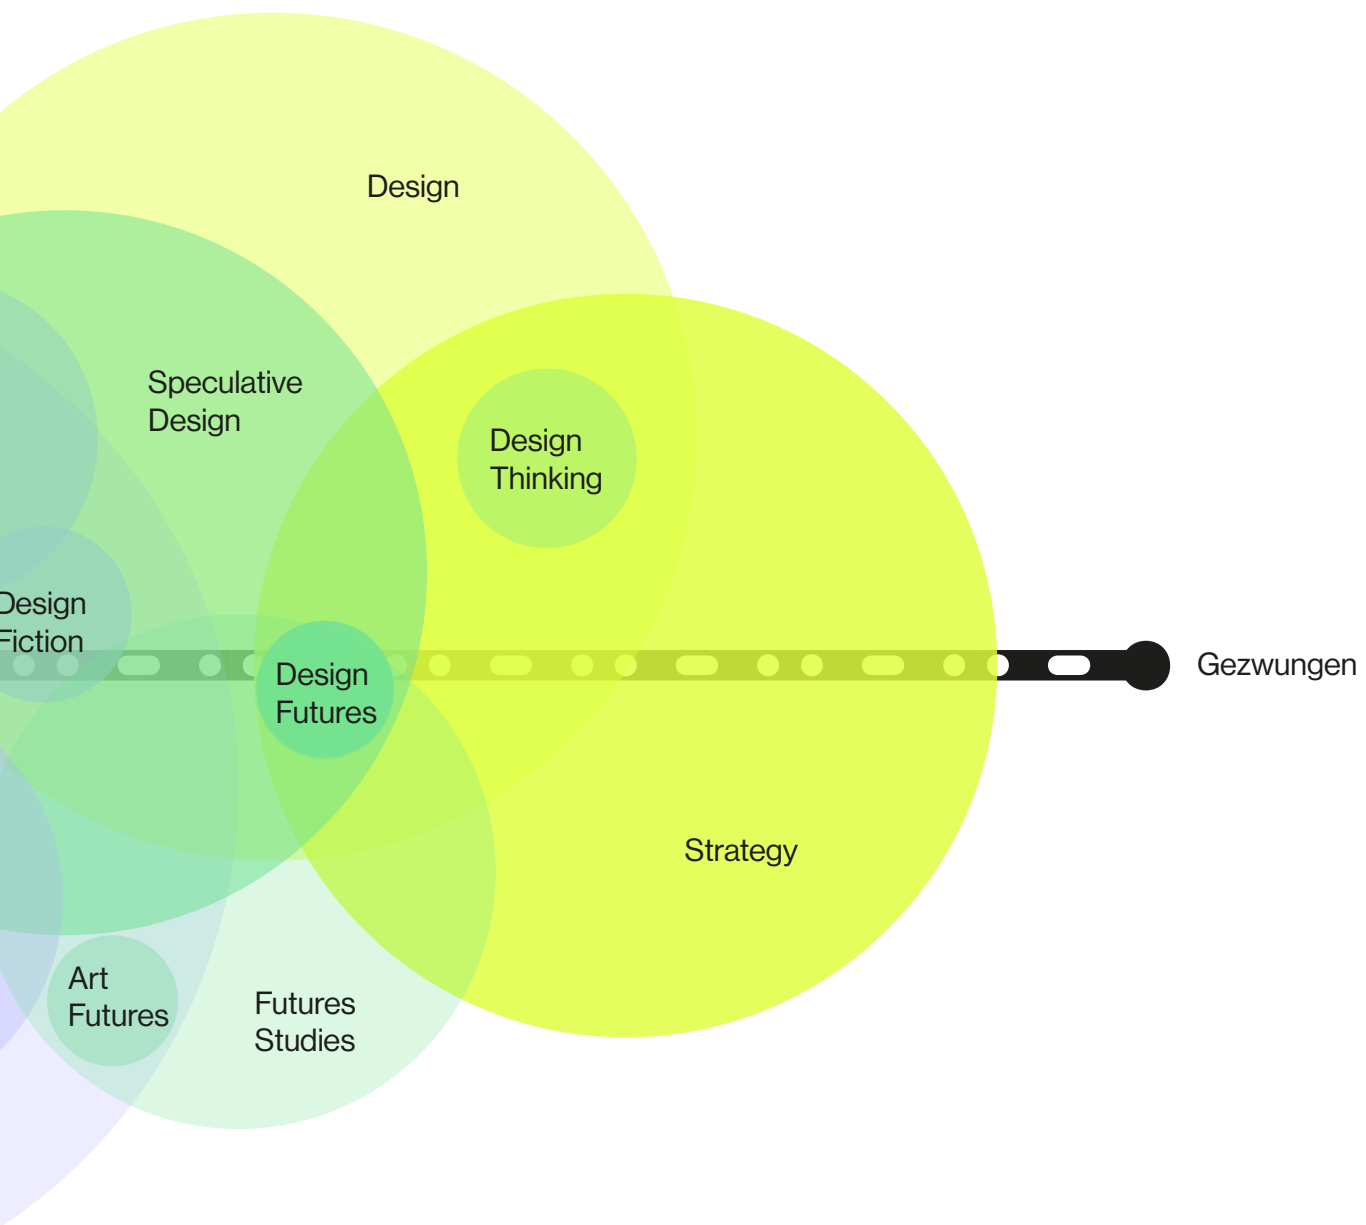 Design
Speculative
Design
Design
Thinking
Design
Fiction
Design
Futures
Gezwungen
Strategy
Art
Futures
Futures
Studies